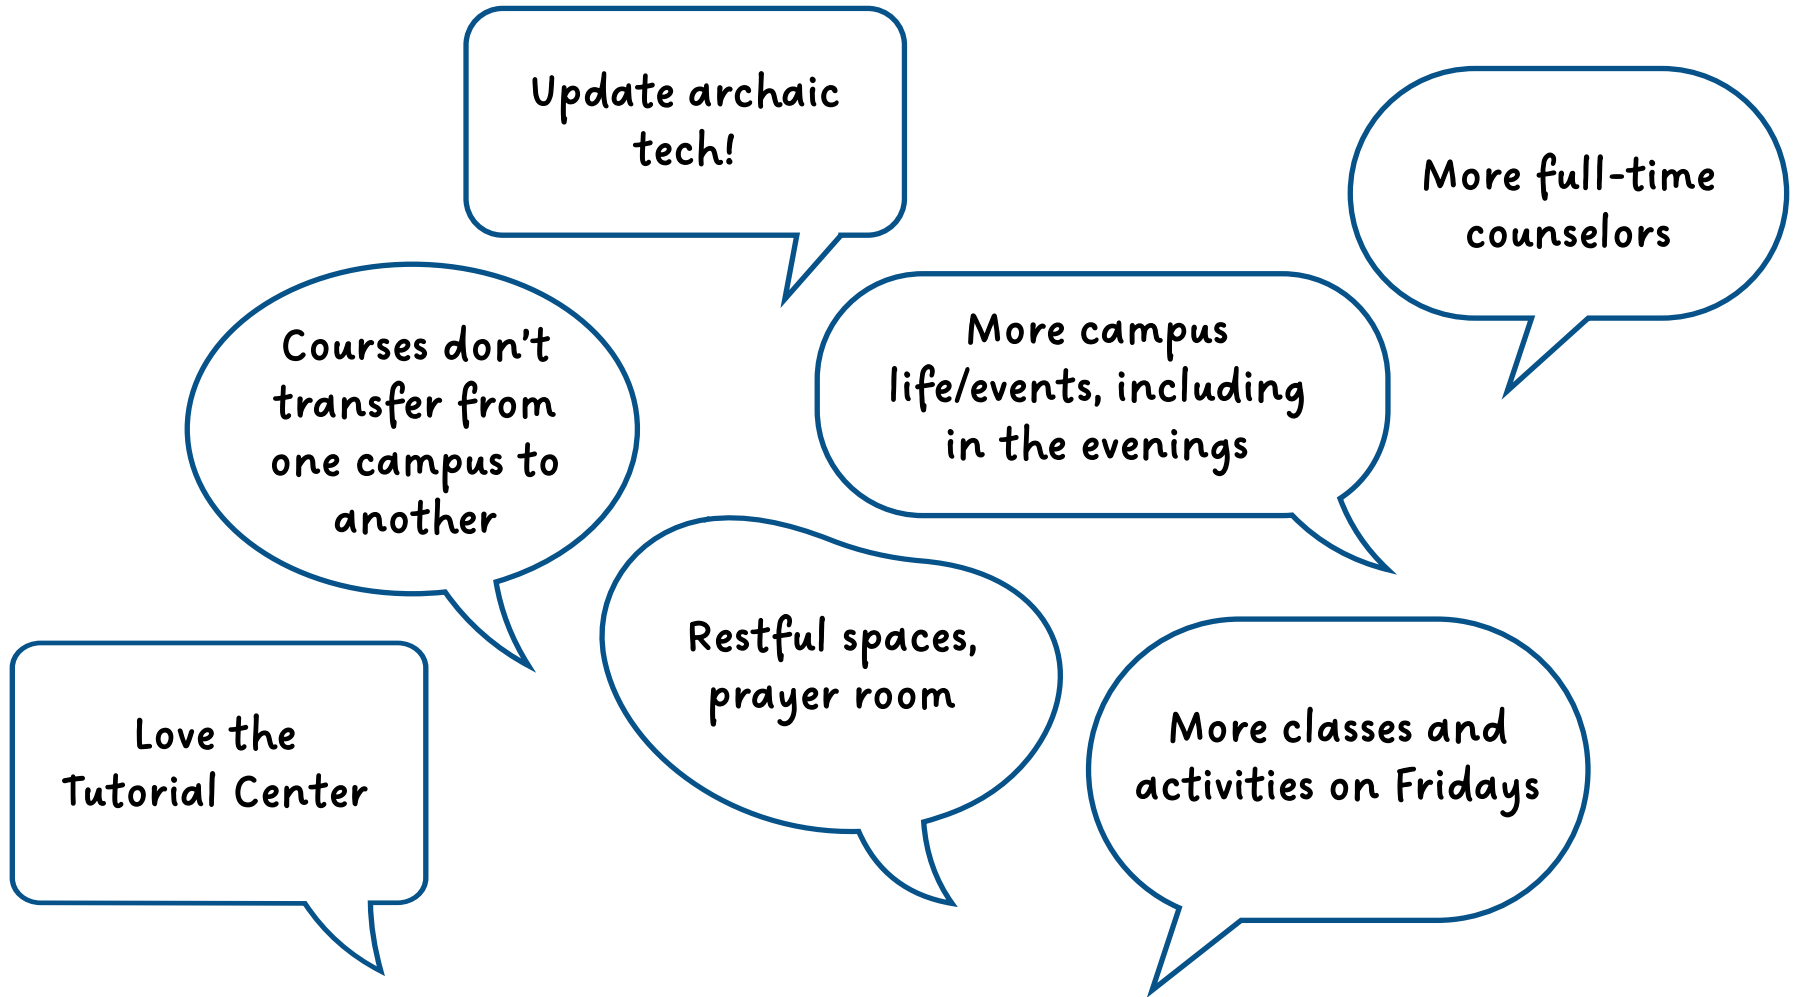 Update archaic
tech!
More full-time
counselors
Courses don't
transfer from
one campus to
another
More campus
life/events, including
in the evenings
Restful spaces,
prayer room
Love the
Tutorial Center
More classes and
activities on Fridays